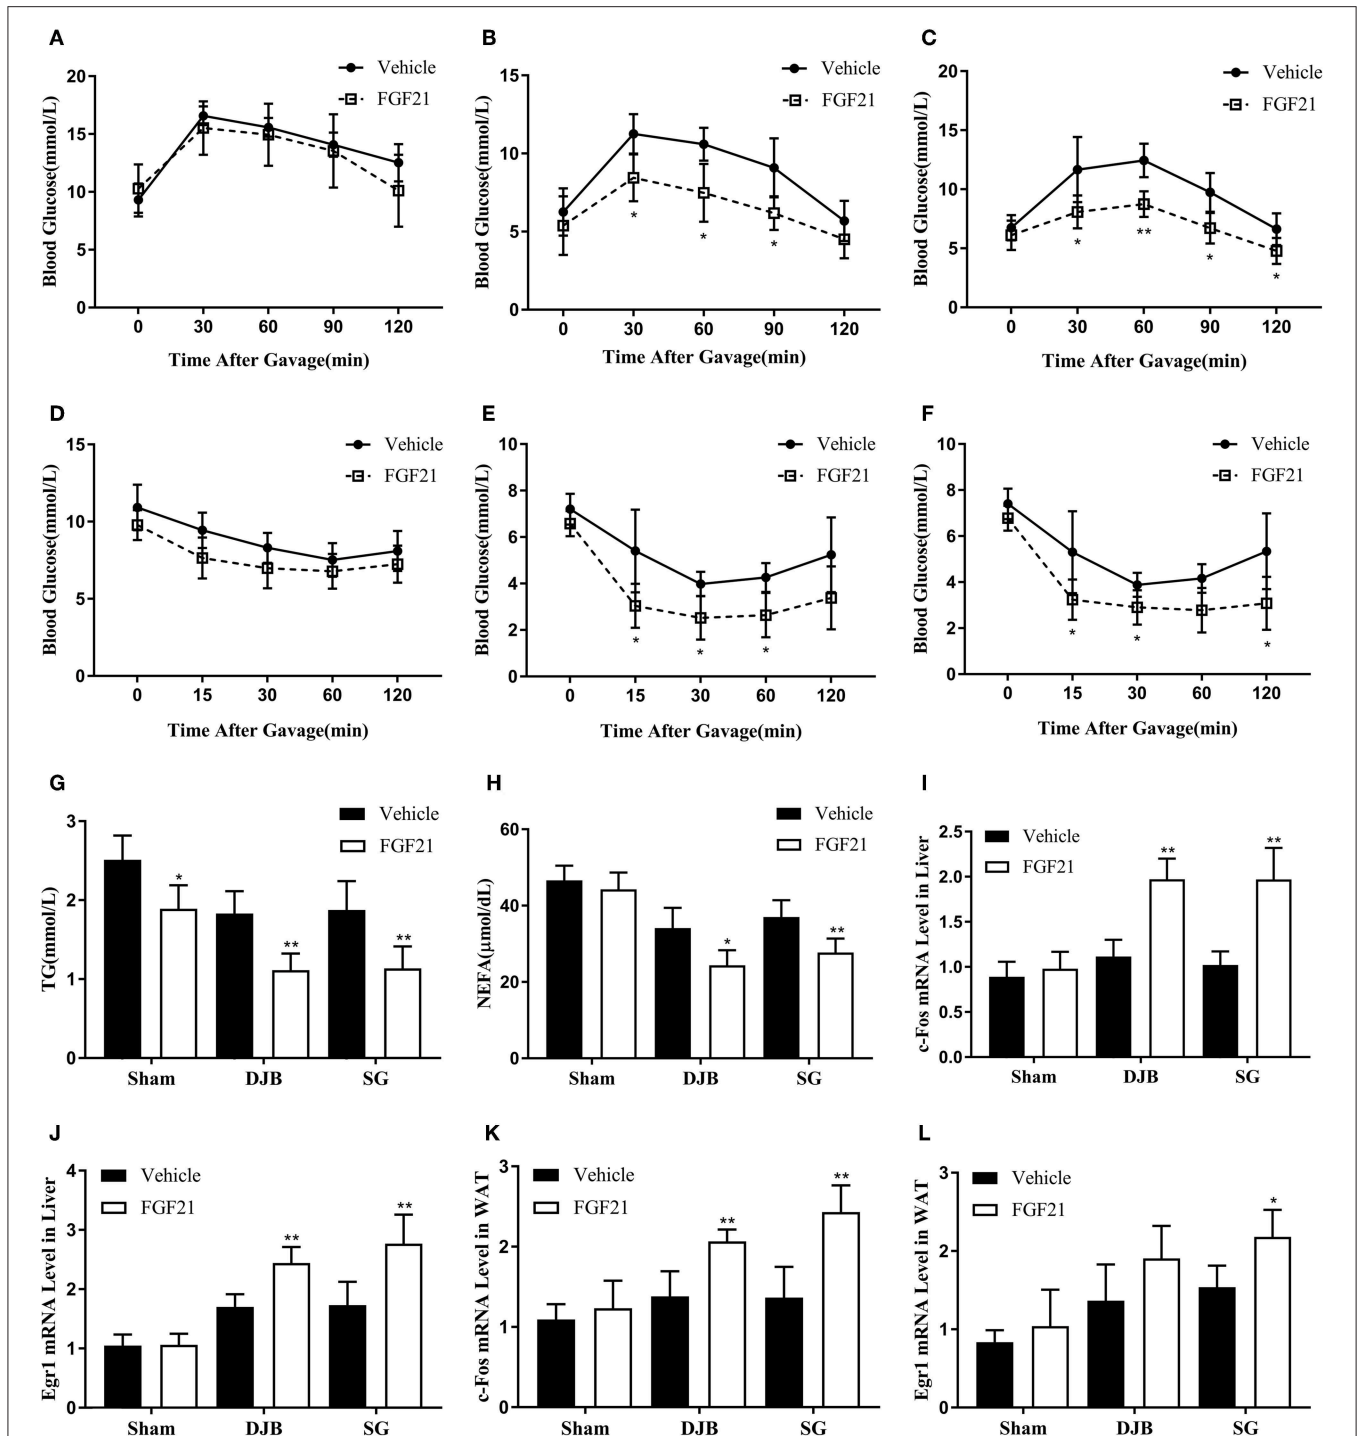 A
Vehicle
FGF21
20
15
10
5
0
Blood Glucose(mmol/L)
0 30 60 90 120
Time After Gavage(min)
B
Vehicle
FGF21
15
10
5
0
Blood Glucose(mmol/L)
* * *
0 30 60 90 120
Time After Gavage(min)
C
Vehicle
FGF21
20
15
10
5
0
Blood Glucose(mmol/L)
* ** * *
0 30 60 90 120
Time After Gavage(min)
D
Vehicle
FGF21
15
10
5
0
Blood Glucose(mmol/L)
0 15 30 60 120
Time After Gavage(min)
E
Vehicle
FGF21
10
8
6
4
2
0
Blood Glucose(mmol/L)
* * *
0 15 30 60 120
Time After Gavage(min)
F
Vehicle
FGF21
10
8
6
4
2
0
Blood Glucose(mmol/L)
* * *
0 15 30 60 120
Time After Gavage(min)
G
Vehicle
FGF21
3
2
1
0
TG(mmol/L)
* ** **
Sham DJB SG
H
Vehicle
FGF21
60
40
20
0
NEFA(μmol/dL)
* **
Sham DJB SG
I
Vehicle
FGF21
2.5
2.0
1.5
1.0
0.5
0.0
c-Fos mRNA Level in Liver
** **
Sham DJB SG
J
Vehicle
FGF21
4
3
2
1
0
Egr1 mRNA Level in Liver
** **
Sham DJB SG
K
Vehicle
FGF21
3
2
1
0
c-Fos mRNA Level in WAT
** **
Sham DJB SG
L
Vehicle
FGF21
3
2
1
0
Egr1 mRNA Level in WAT
*
Sham DJB SG